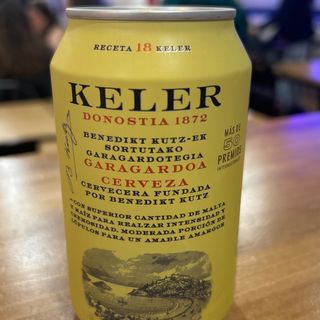 RECETA 18 KELER
KELER
DONOSTIA 1872
BENEDIKT KUTZ-EK
SORTUTAKO
GARAGARDOTEGIA
GARAGARDOA
CERVEZA
CERVECERA FUNDADA
POR BENEDIKT KUTZ
MÁS DE
50
PREMIOS
INTERNACIONALES
CON SUPERIOR CANTIDAD DE MALTA
Y MAÍZ PARA REALZAR INTENSIDAD Y
CREMOSIDAD. MODERADA PORCIÓN DE
LÚPULOS PARA UN AMABLE AMARGOR